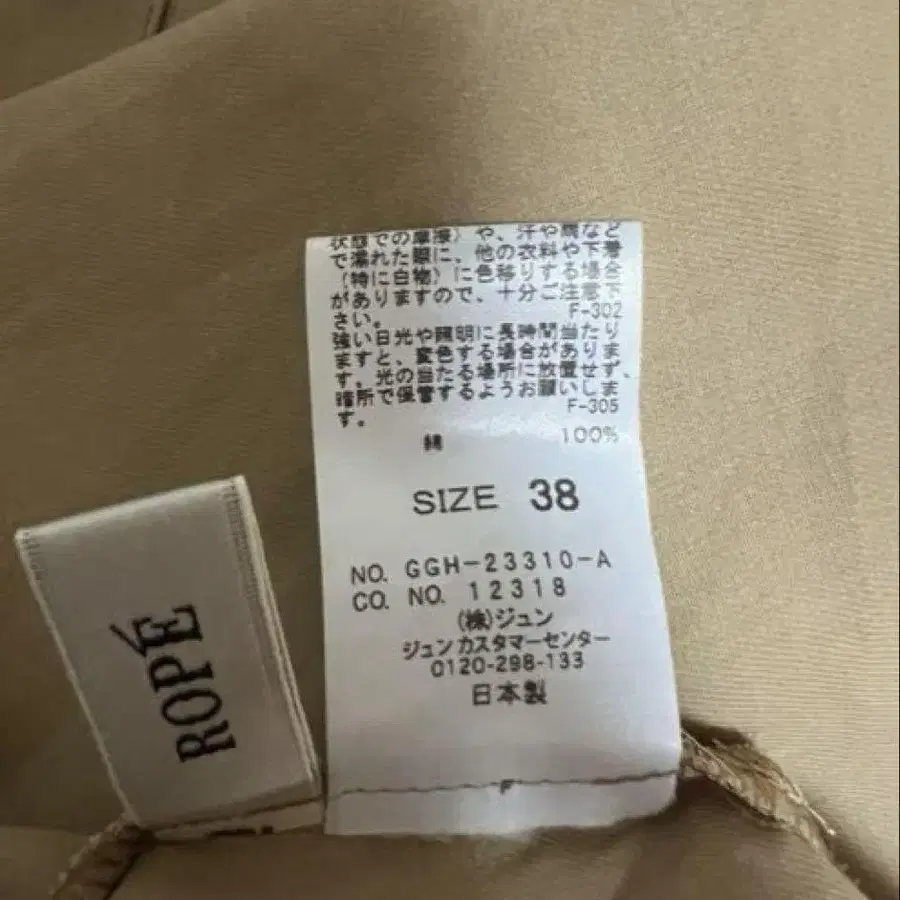 状態での摩擦）や、汗や雨など
で濡れた際に、他の衣料や下着
（特に白物）に色移りする場合
がありますので、十分ご注意下
さい。 F-302
強い日光や照明に長時間当たり
ますと、変色する場合がありま
す。光の当たる場所に放置せず、
暗所で保管するようお願いしま
す。 F-305
綿 100%
SIZE 38
NO. GGH-23310-A
CO. NO. 12318
(株)ジュン
ジュンカスタマーセンター
0120-298-133
日本製
F
ROPÉ